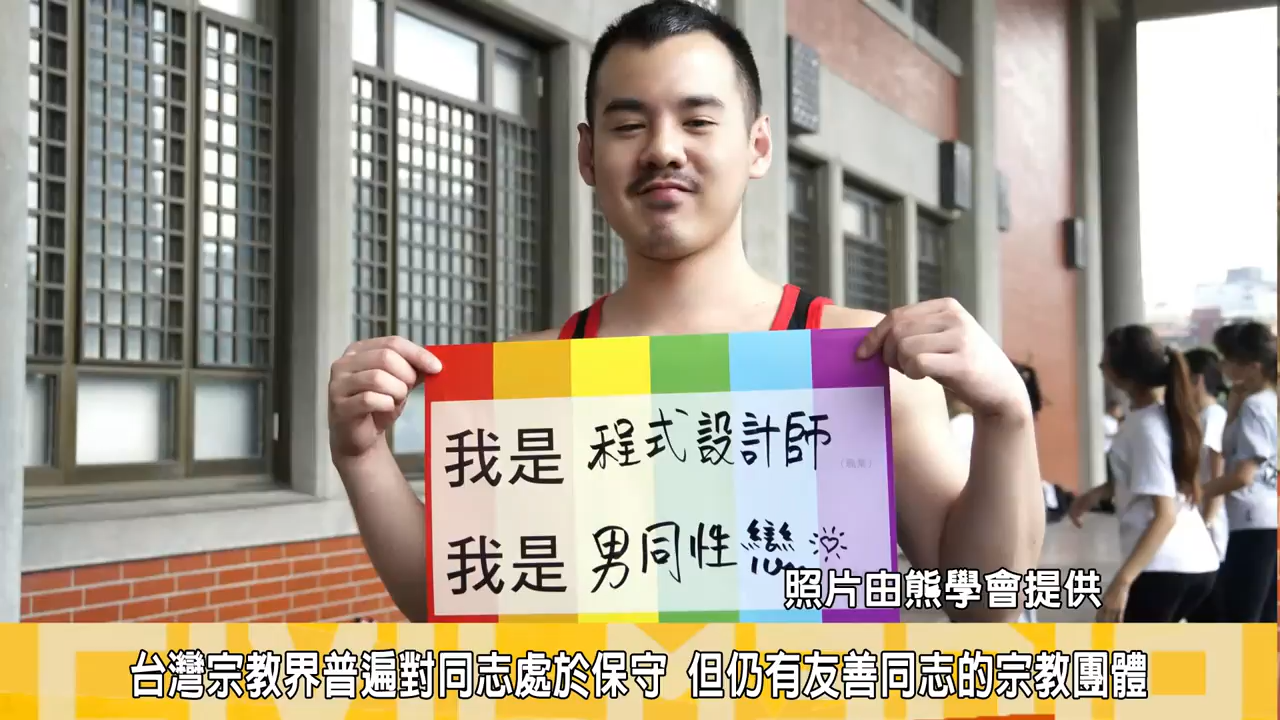 我是 程式設計師
（職業）
我是 男同性戀
照片由熊學會提供
台灣宗教界普遍對同志處於保守 但仍有友善同志的宗教團體